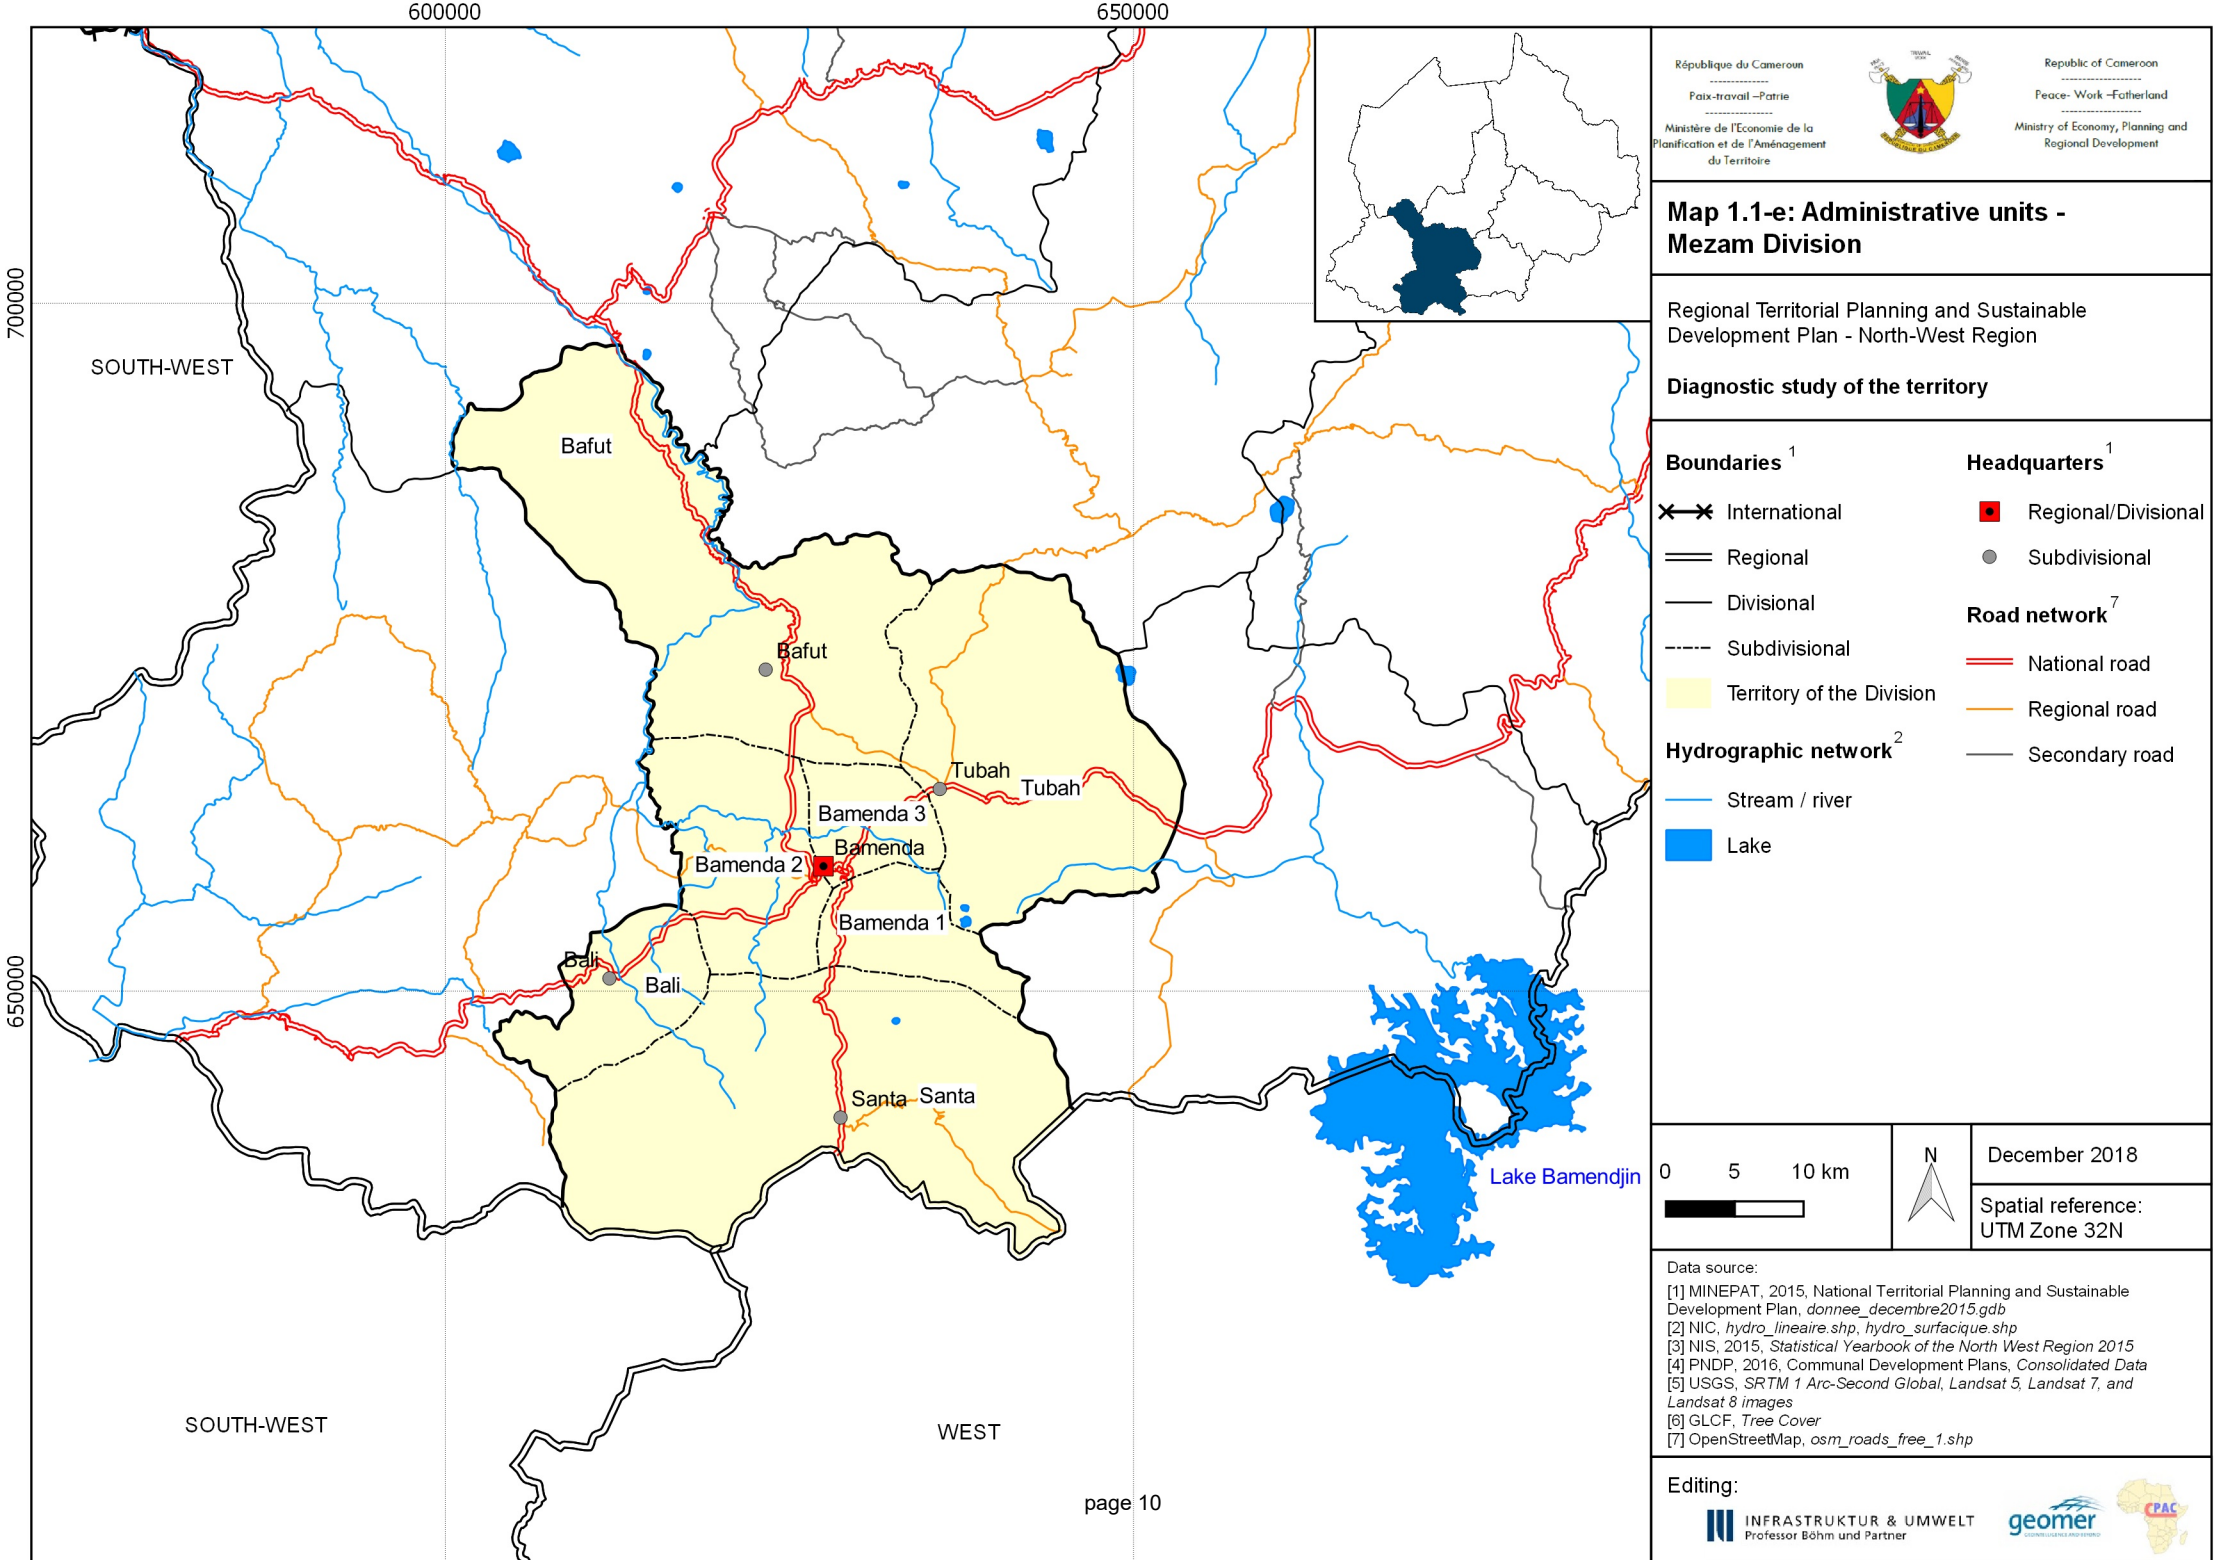 600000
650000
700000
650000
SOUTH-WEST
Bafut
Bafut
Tubah
Tubah
Bamenda 3
Bamenda
Bamenda 2
Bamenda 1
Bali
Bali
Santa
Santa
Lake Bamendjin
SOUTH-WEST
WEST
page 10
République du Cameroun
---------------
Paix-travail –Patrie
-----------------
Ministère de l'Economie de la
Planification et de l'Aménagement
du Territoire
REPUBLIQUE DU CAMEROUN
Republic of Cameroon
--------------------
Peace- Work –Fatherland
--------------------
Ministry of Economy, Planning and
Regional Development
Map 1.1-e: Administrative units -
Mezam Division
Regional Territorial Planning and Sustainable
Development Plan - North-West Region
Diagnostic study of the territory
Boundaries 1
International
Regional
Divisional
Subdivisional
Territory of the Division
Hydrographic network 2
Stream / river
Lake
Headquarters 1
Regional/Divisional
Subdivisional
Road network 7
National road
Regional road
Secondary road
0 5 10 km
N
December 2018
Spatial reference:
UTM Zone 32N
Data source:
[1] MINEPAT, 2015, National Territorial Planning and Sustainable
Development Plan, donnee_decembre2015.gdb
[2] NIC, hydro_lineaire.shp, hydro_surfacique.shp
[3] NIS, 2015, Statistical Yearbook of the North West Region 2015
[4] PNDP, 2016, Communal Development Plans, Consolidated Data
[5] USGS, SRTM 1 Arc-Second Global, Landsat 5, Landsat 7, and
Landsat 8 images
[6] GLCF, Tree Cover
[7] OpenStreetMap, osm_roads_free_1.shp
Editing:
INFRASTRUKTUR & UMWELT
Professor Böhm und Partner
geomer
CPAC